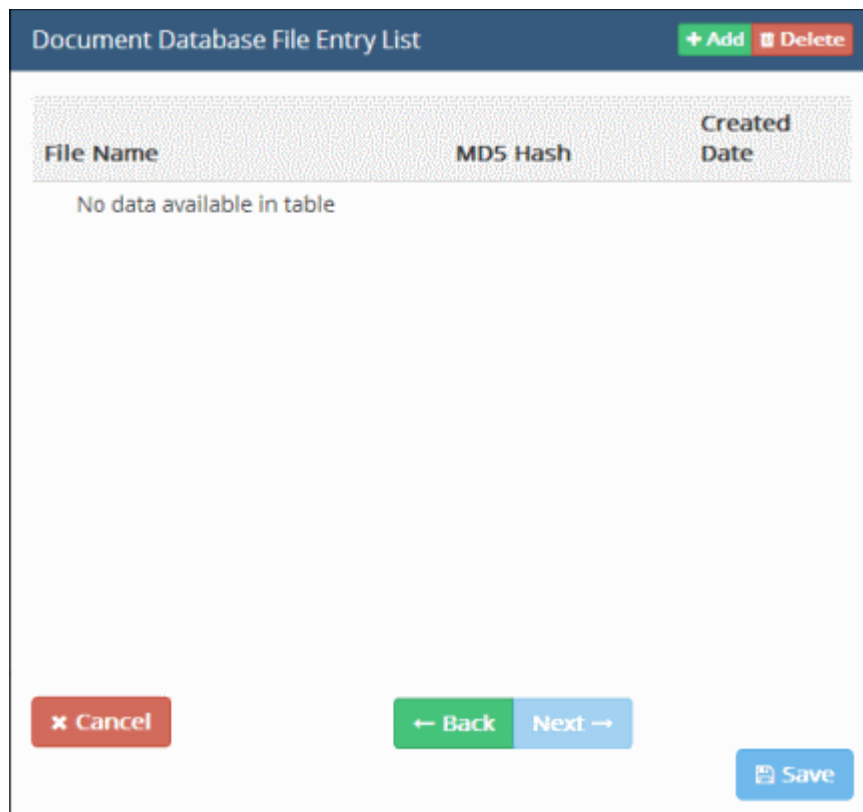 Document Database File Entry List
+ Add Delete
Created
File Name MD5 Hash Date
No data available in table
× Cancel
← Back Next →
Save